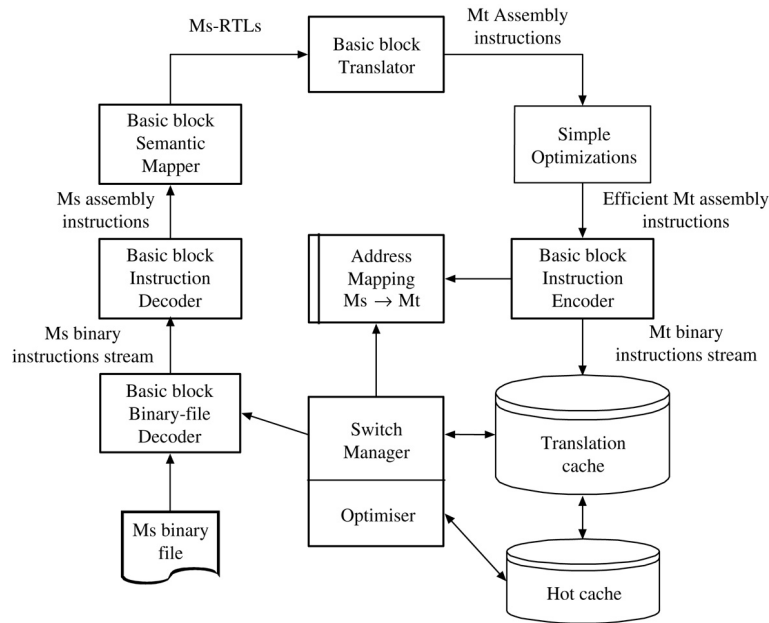 Ms-RTLs
Basic block
Translator
Mt Assembly
instructions
Basic block
Semantic
Mapper
Simple
Optimizations
Ms assembly
instructions
Efficient Mt assembly
instructions
Basic block
Instruction
Decoder
Address
Mapping
Ms → Mt
Basic block
Instruction
Encoder
Ms binary
instructions stream
Mt binary
instructions stream
Basic block
Binary-file
Decoder
Switch
Manager
Translation
cache
Optimiser
Ms binary
file
Hot cache